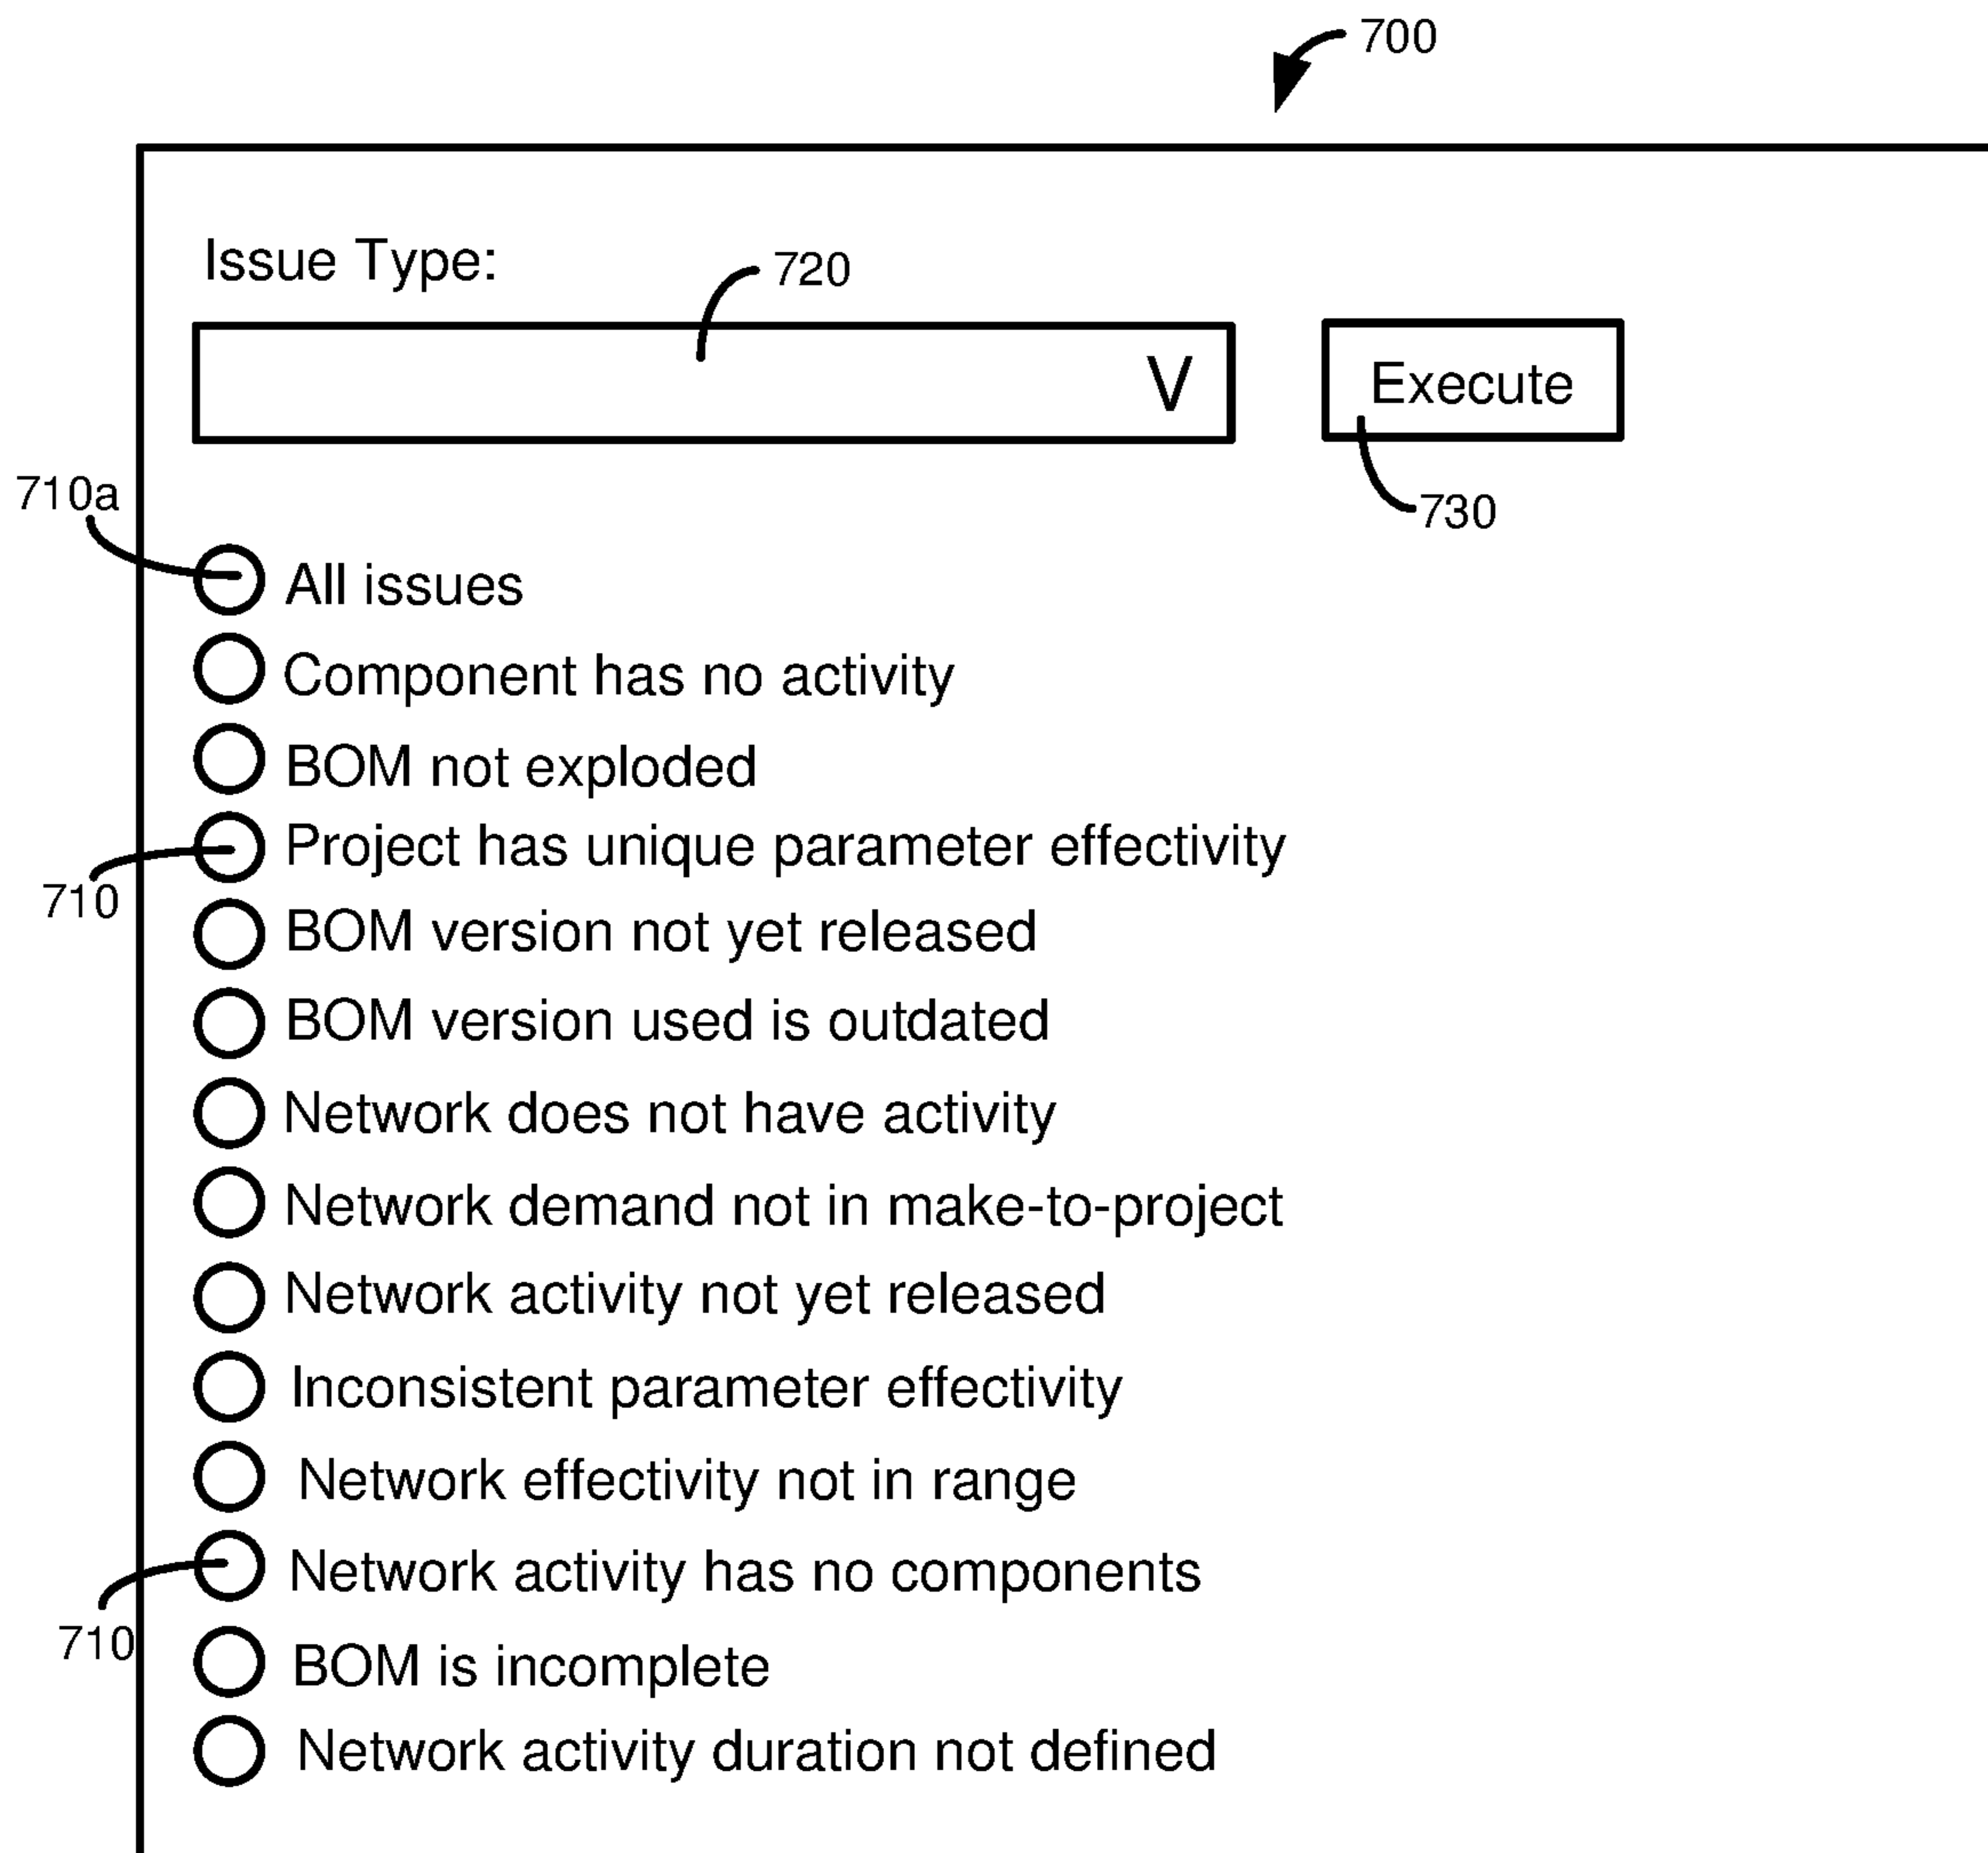 700
Issue Type:
720
V
Execute
710a
730
All issues
Component has no activity
BOM not exploded
Project has unique parameter effectivity
710
BOM version not yet released
BOM version used is outdated
Network does not have activity
Network demand not in make-to-project
Network activity not yet released
Inconsistent parameter effectivity
Network effectivity not in range
Network activity has no components
710
BOM is incomplete
Network activity duration not defined